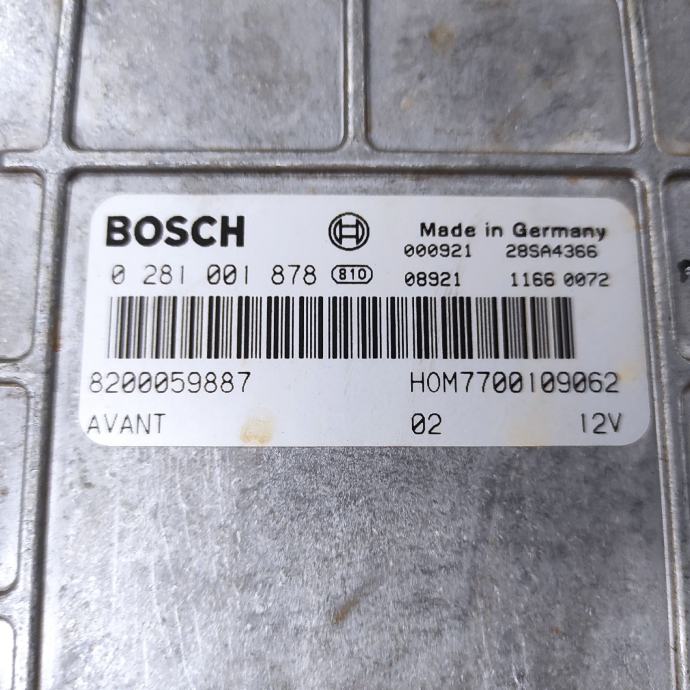 BOSCH Made in Germany
000921 28SA4366
0 281 001 878 810 08921 1166 0072
8200059887 HOM7700109062
AVANT 02 12V